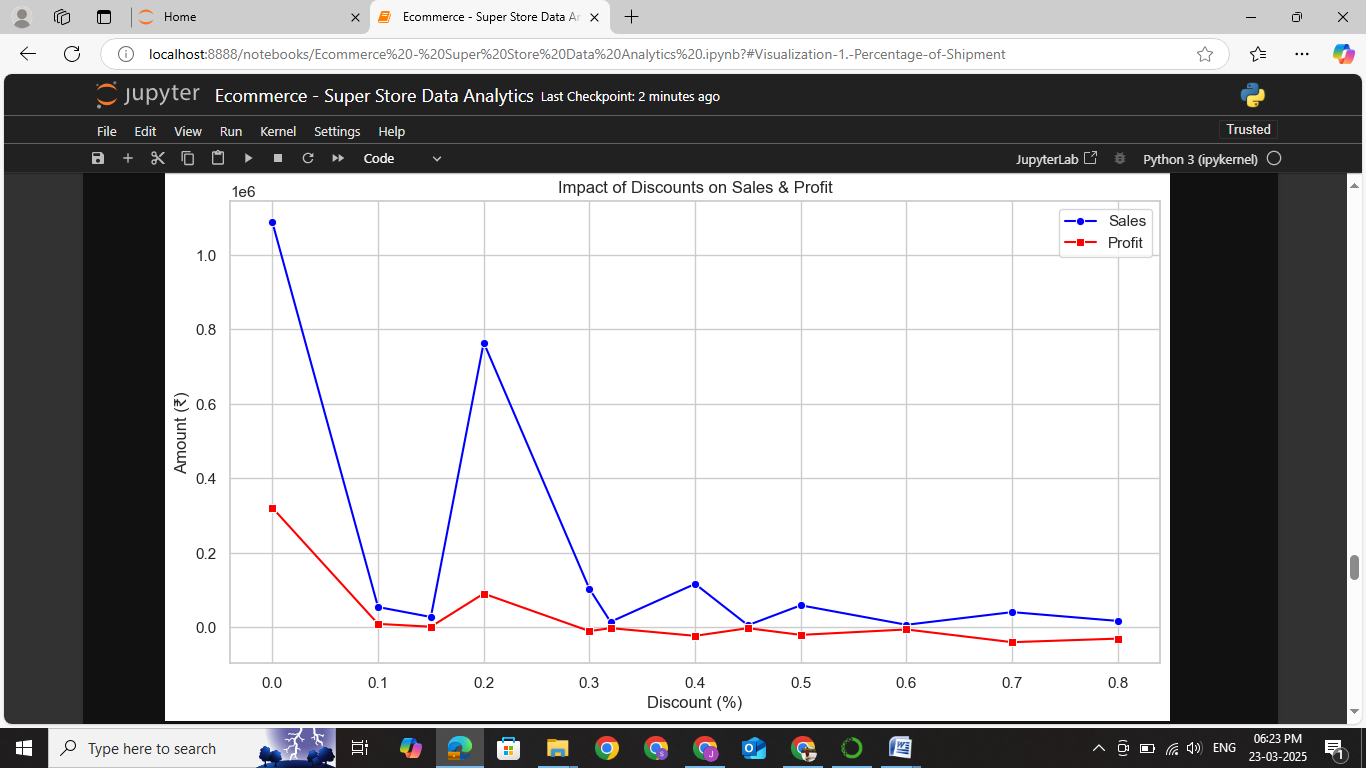 Home
Ecommerce - Super Store Data Ar
localhost:8888/notebooks/Ecommerce%20-%20Super%20Store%20Data%20Analytics%20.ipynb?#Visualization-1.-Percentage-of-Shipment
jupyter Ecommerce - Super Store Data Analytics Last Checkpoint: 2 minutes ago
File Edit View Run Kernel Settings Help Trusted
Code JupyterLab Python 3 (ipykernel)
Impact of Discounts on Sales & Profit
1e6
Sales
Profit
1.0
0.8
0.6
0.4
0.2
0.0
Amount (₹)
0.0 0.1 0.2 0.3 0.4 0.5 0.6 0.7 0.8
Discount (%)
Type here to search
ENG
06:23 PM
23-03-2025
1